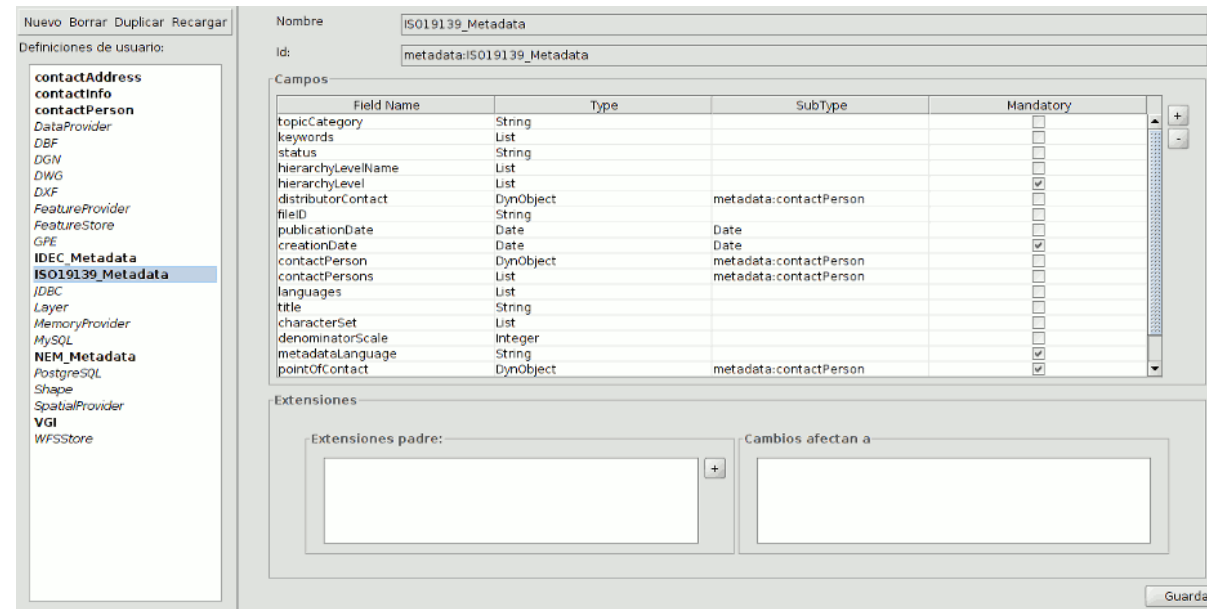 Nuevo Borrar Duplicar Recargar
Definiciones de usuario:
contactAddress
contactInfo
contactPerson
DataProvider
DBF
DGN
DWG
DXF
FeatureProvider
FeatureStore
GPE
IDEC_Metadata
ISO19139_Metadata
JDBC
Layer
MemoryProvider
MySQL
NEM_Metadata
PostgreSQL
Shape
SpatialProvider
VGI
WFSStore
Nombre ISO19139_Metadata
Id: metadata:ISO19139_Metadata
Campos
Field Name Type SubType Mandatory
topicCategory String
keywords List
status String
hierarchyLevelName List
hierarchyLevel List
distributorContact DynObject metadata:contactPerson
fileID String
publicationDate Date Date
creationDate Date Date
contactPerson DynObject metadata:contactPerson
contactPersons List metadata:contactPerson
languages List
title String
characterSet List
denominatorScale Integer
metadataLanguage String
pointOfContact DynObject metadata:contactPerson
+
-
Extensiones
Extensiones padre:
+
Cambios afectan a
Guarda